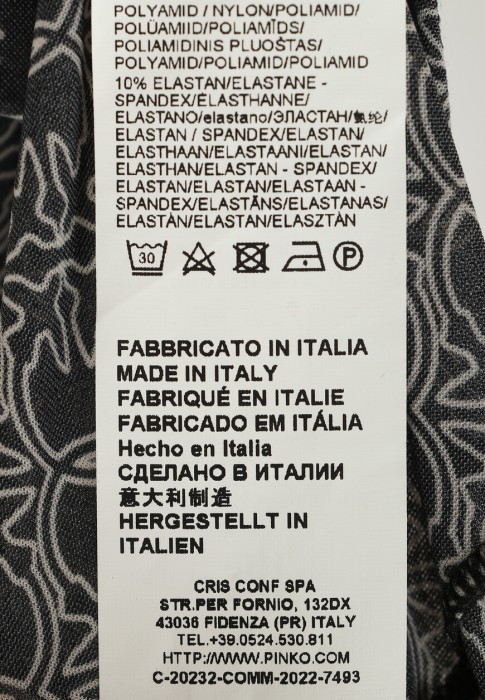 POLYAMID / NYLON/POLIAMID/
POLÜAMIID/POLIAMĪDS/
POLIAMIDINIS PLUOŠTAS/
POLYAMID/POLIAMID/POLIAMID
10% ELASTAN/ELASTANE -
SPANDEX/ÉLASTHANNE/
ELASTANO/elastano/ЭЛАСТАН/氨纶/
ELASTAN / SPANDEX/ELASTAN/
ELASTHAAN/ELASTAANI/ELASTAN/
ELASTHAN/ELASTAN - SPANDEX/
ELASTAN/ELASTAN/ELASTAAN -
SPANDEX/ELASTĀNS/ELASTANAS/
ELASTÁN/ELASTAN/ELASZTÁN
30 P
FABBRICATO IN ITALIA
MADE IN ITALY
FABRIQUÉ EN ITALIE
FABRICADO EM ITÁLIA
Hecho en Italia
СДЕЛАНО В ИТАЛИИ
意大利制造
HERGESTELLT IN
ITALIEN
CRIS CONF SPA
STR.PER FORNIO, 132DX
43036 FIDENZA (PR) ITALY
TEL.+39.0524.530.811
HTTP://WWW.PINKO.COM
C-20232-COMM-2022-7493